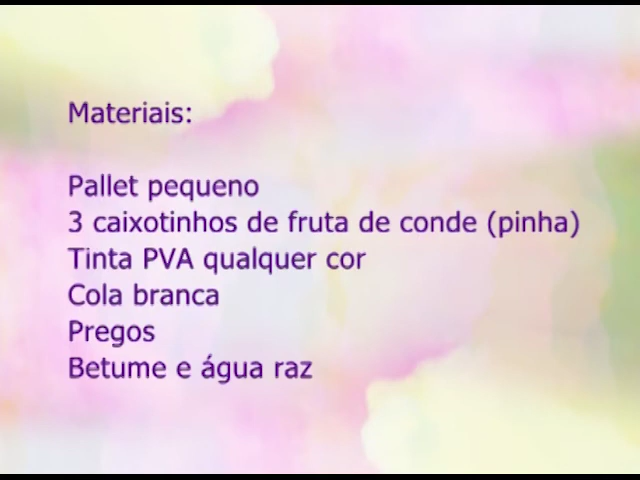 Materiais:
Pallet pequeno
3 caixotinhos de fruta de conde (pinha)
Tinta PVA qualquer cor
Cola branca
Pregos
Betume e água raz